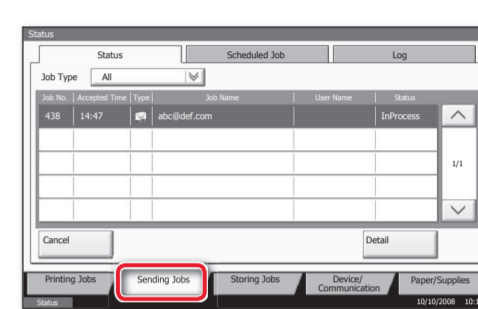 Status
Status Scheduled Job Log
Job Type All
Job No. Accepted Time Type Job Name User Name Status
438 14:47 abc@def.com InProcess
1/1
Cancel Detail
Printing Jobs Sending Jobs Storing Jobs Device/ Communication Paper/Supplies
Status 10/10/2008 10:1